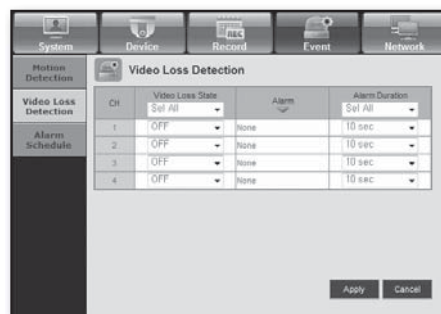 System Device Record Event Network
REC
Motion
Detection
Video Loss
Detection
Alarm
Schedule
Video Loss Detection
CH Video Loss State Alarm Alarm Duration
Sel All Sel All
1 OFF None 10 sec
2 OFF None 10 sec
3 OFF None 10 sec
4 OFF None 10 sec
Apply Cancel